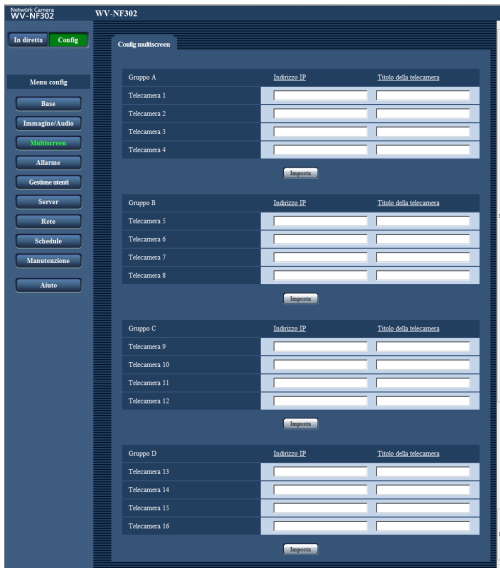 Network Camera
WV-NF302
WV-NF302
In diretta Config
Config multiscreen
Menu config
Base
Immagine/Audio
Multiscreen
Allarme
Gestione utenti
Server
Rete
Schedule
Manutenzione
Aiuto
Gruppo A Indirizzo IP Titolo della telecamera
Telecamera 1
Telecamera 2
Telecamera 3
Telecamera 4
Imposta
Gruppo B Indirizzo IP Titolo della telecamera
Telecamera 5
Telecamera 6
Telecamera 7
Telecamera 8
Imposta
Gruppo C Indirizzo IP Titolo della telecamera
Telecamera 9
Telecamera 10
Telecamera 11
Telecamera 12
Imposta
Gruppo D Indirizzo IP Titolo della telecamera
Telecamera 13
Telecamera 14
Telecamera 15
Telecamera 16
Imposta